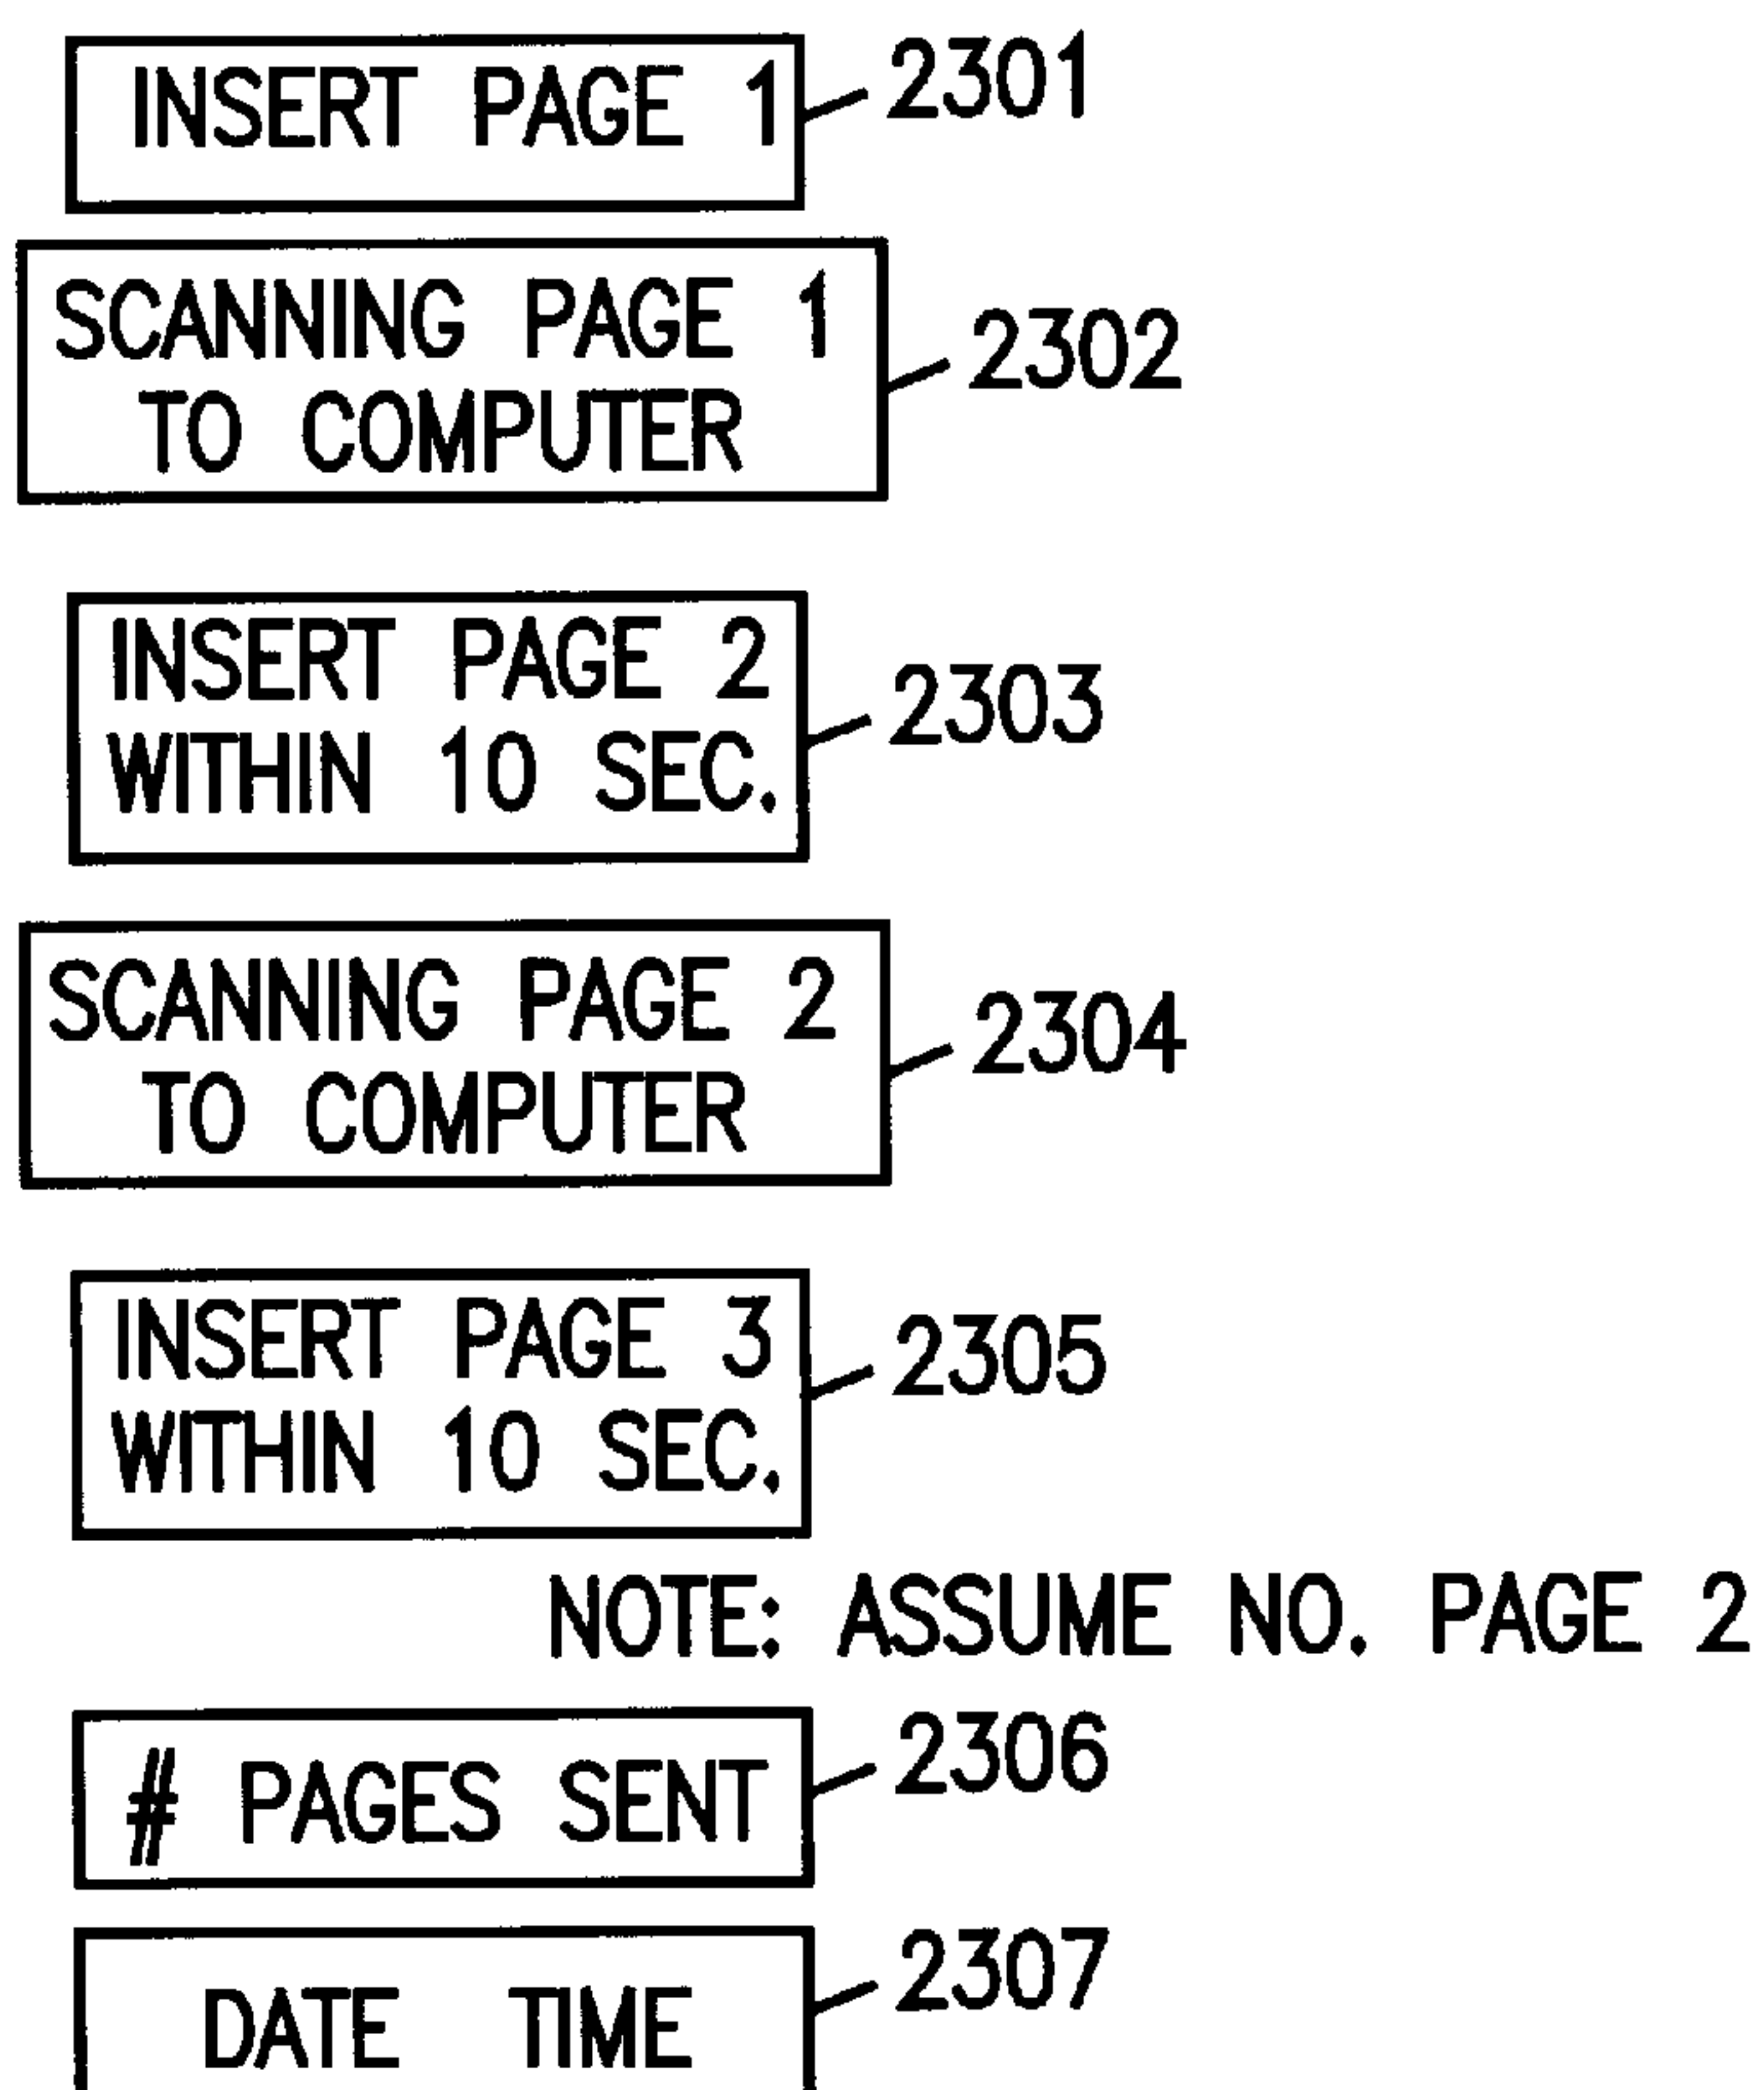 INSERT PAGE 1
2301
SCANNING PAGE 1
TO COMPUTER
2302
INSERT PAGE 2
WITHIN 10 SEC.
2303
SCANNING PAGE 2
TO COMPUTER
2304
INSERT PAGE 3
WITHIN 10 SEC.
2305
NOTE: ASSUME NO. PAGE 2
# PAGES SENT
2306
DATE TIME
2307